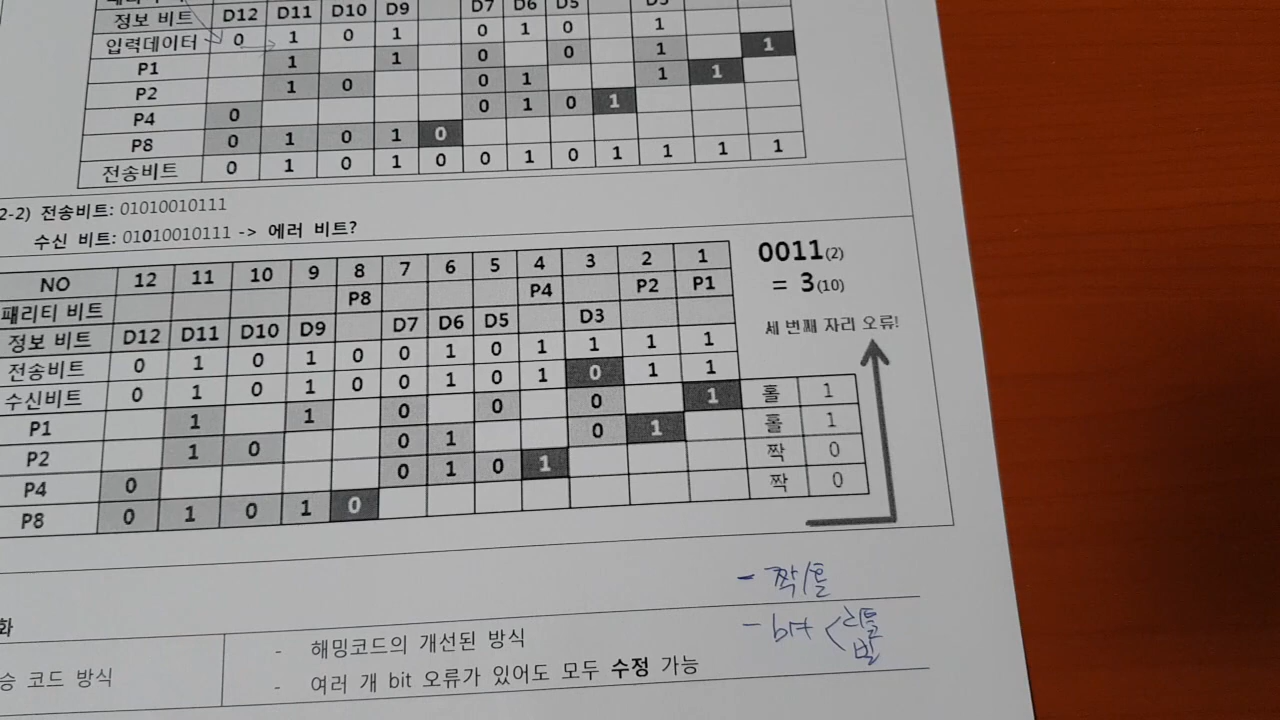 정보 비트 D12 D11 D10 D9 D7 D6 D5 D3
입력데이터 0 1 0 1 0 1 0 1
P1 1 1 0 0 1 1
P2 1 0 0 1 1 1
P4 0 0 1 0 1
P8 0 1 0 1 0
전송비트 0 1 0 1 0 0 1 0 1 1 1 1
2-2) 전송비트: 01010010111
수신 비트: 01010010111 -> 에러 비트?
NO 12 11 10 9 8 7 6 5 4 3 2 1
패리티 비트 P8 P4 P2 P1
정보 비트 D12 D11 D10 D9 D7 D6 D5 D3
전송비트 0 1 0 1 0 0 1 0 1 1 1 1
수신비트 0 1 0 1 0 0 1 0 1 0 1 1
P1 1 1 0 0 0 1 홀 1
P2 1 0 0 1 0 1 홀 1
P4 0 0 1 0 1 짝 0
P8 0 1 0 1 0 짝 0
0011(2)
= 3(10)
세 번째 자리 오류!
- 짝/홀
화
승 코드 방식
- 해밍코드의 개선된 방식
- 여러 개 bit 오류가 있어도 모두 수정 가능